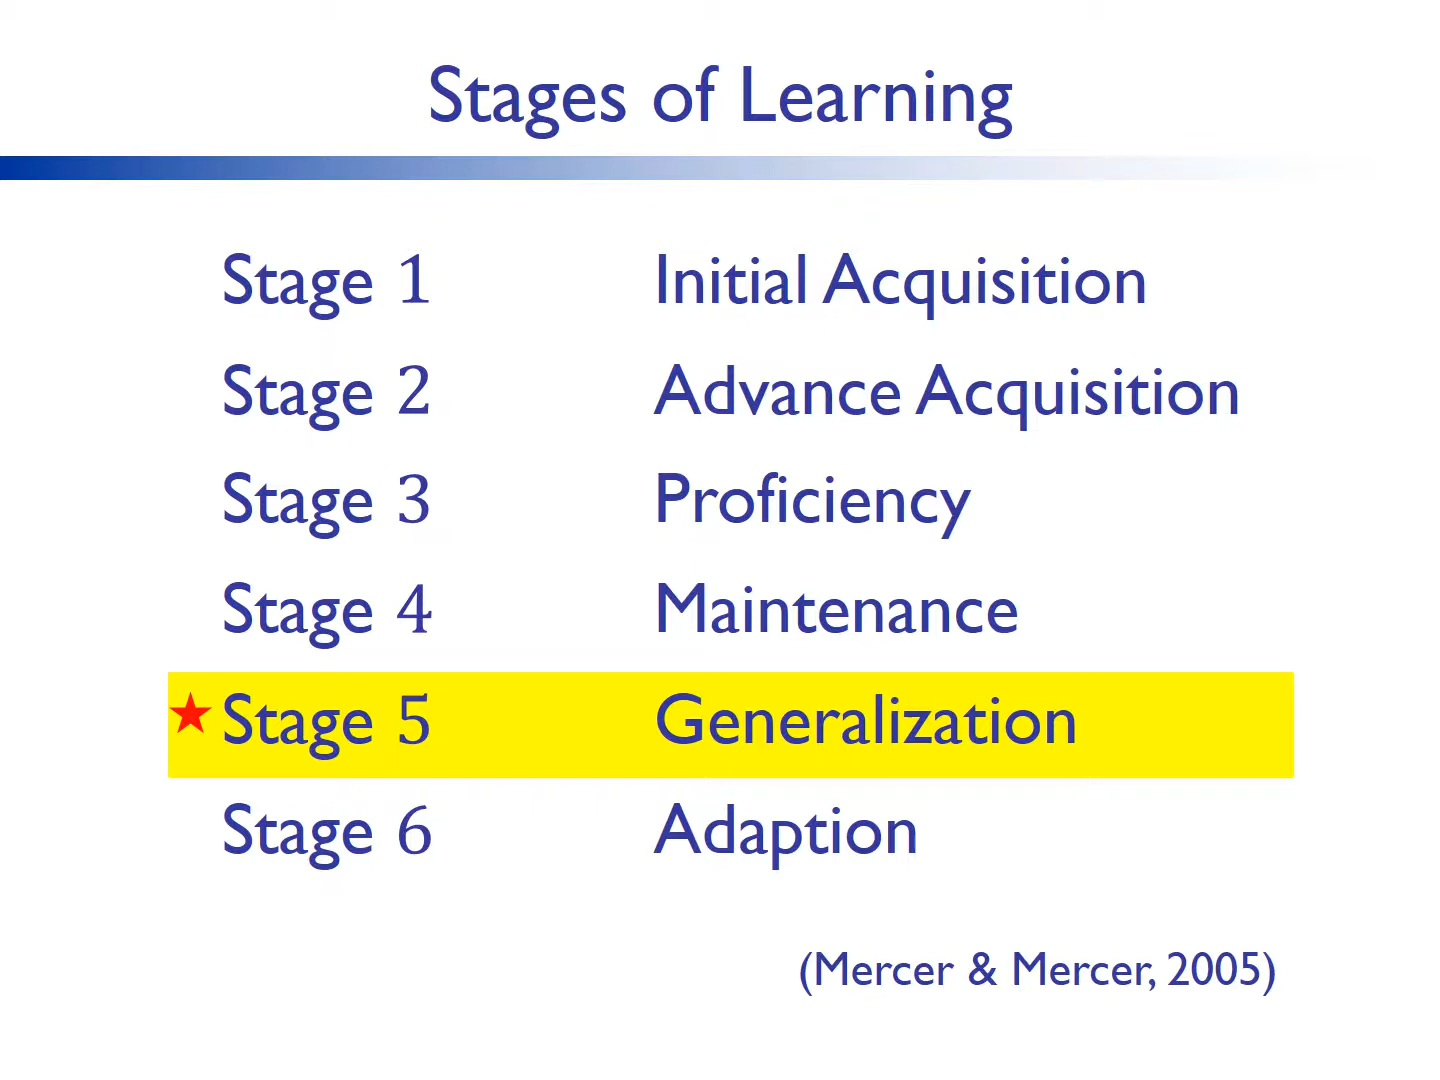 Stages of Learning
Stage 1 Initial Acquisition
Stage 2 Advance Acquisition
Stage 3 Proficiency
Stage 4 Maintenance
Stage 5 Generalization
Stage 6 Adaption
(Mercer & Mercer, 2005)